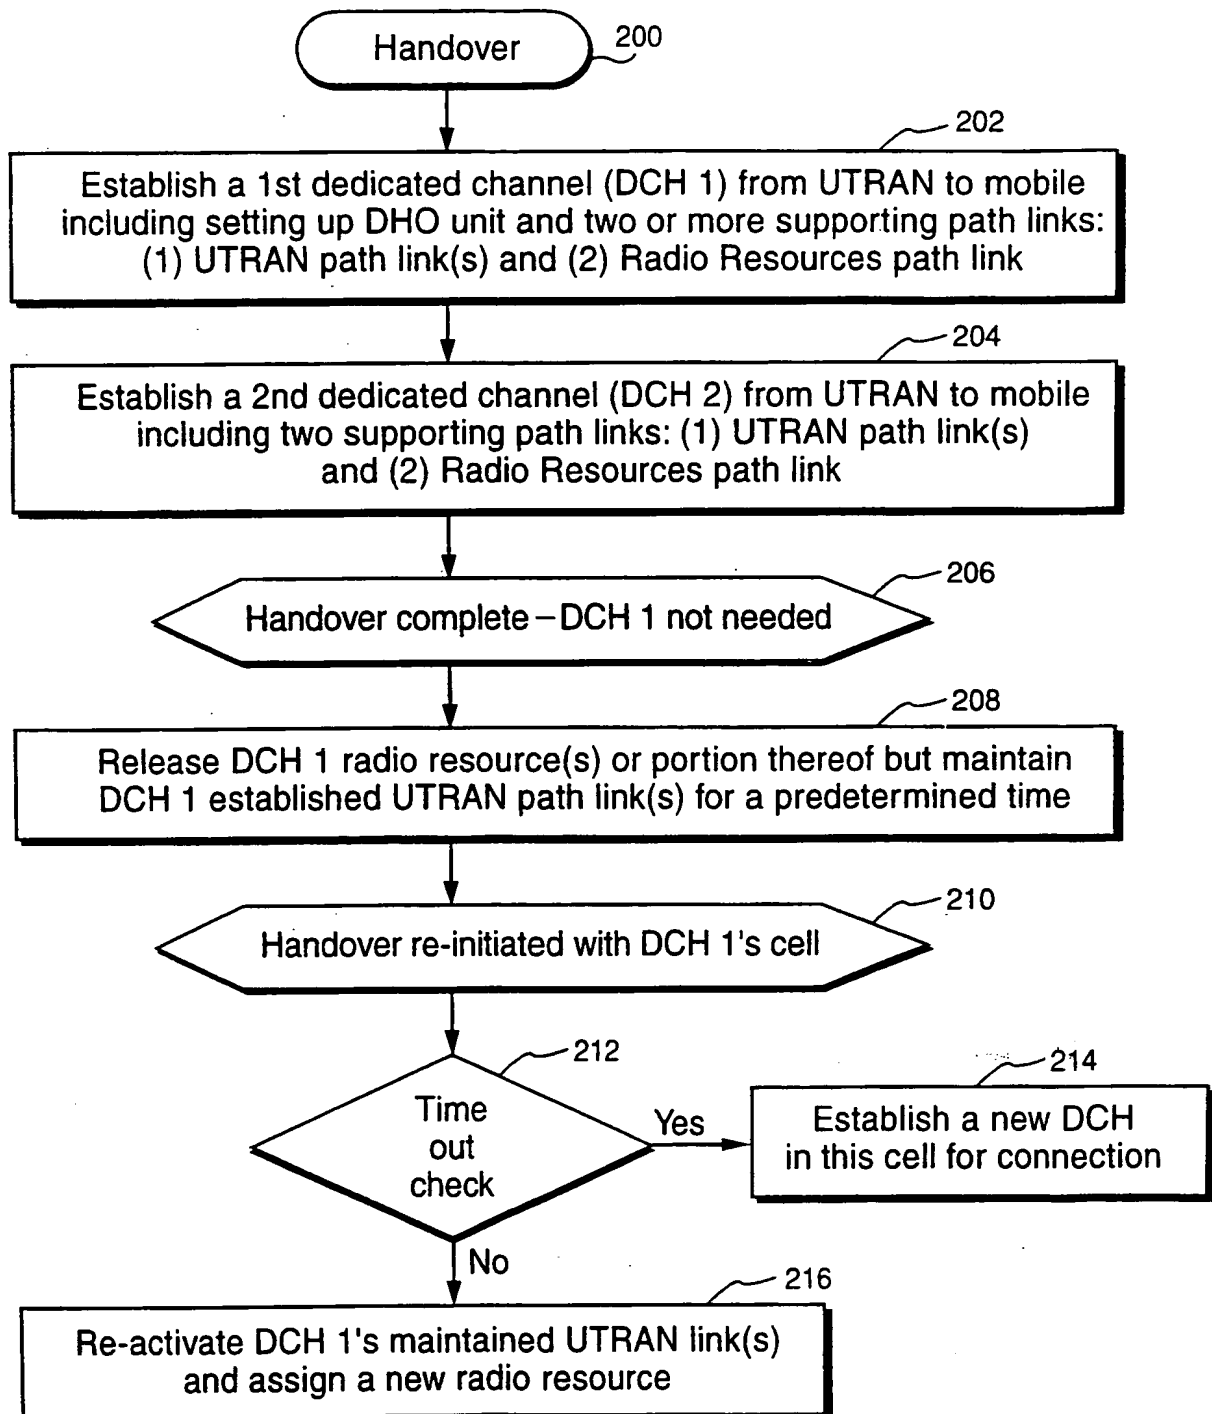 Handover
200
202
Establish a 1st dedicated channel (DCH 1) from UTRAN to mobile
including setting up DHO unit and two or more supporting path links:
(1) UTRAN path link(s) and (2) Radio Resources path link
204
Establish a 2nd dedicated channel (DCH 2) from UTRAN to mobile
including two supporting path links: (1) UTRAN path link(s)
and (2) Radio Resources path link
206
Handover complete – DCH 1 not needed
208
Release DCH 1 radio resource(s) or portion thereof but maintain
DCH 1 established UTRAN path link(s) for a predetermined time
210
Handover re-initiated with DCH 1's cell
212
Time
out
check
Yes
214
Establish a new DCH
in this cell for connection
No
216
Re-activate DCH 1's maintained UTRAN link(s)
and assign a new radio resource